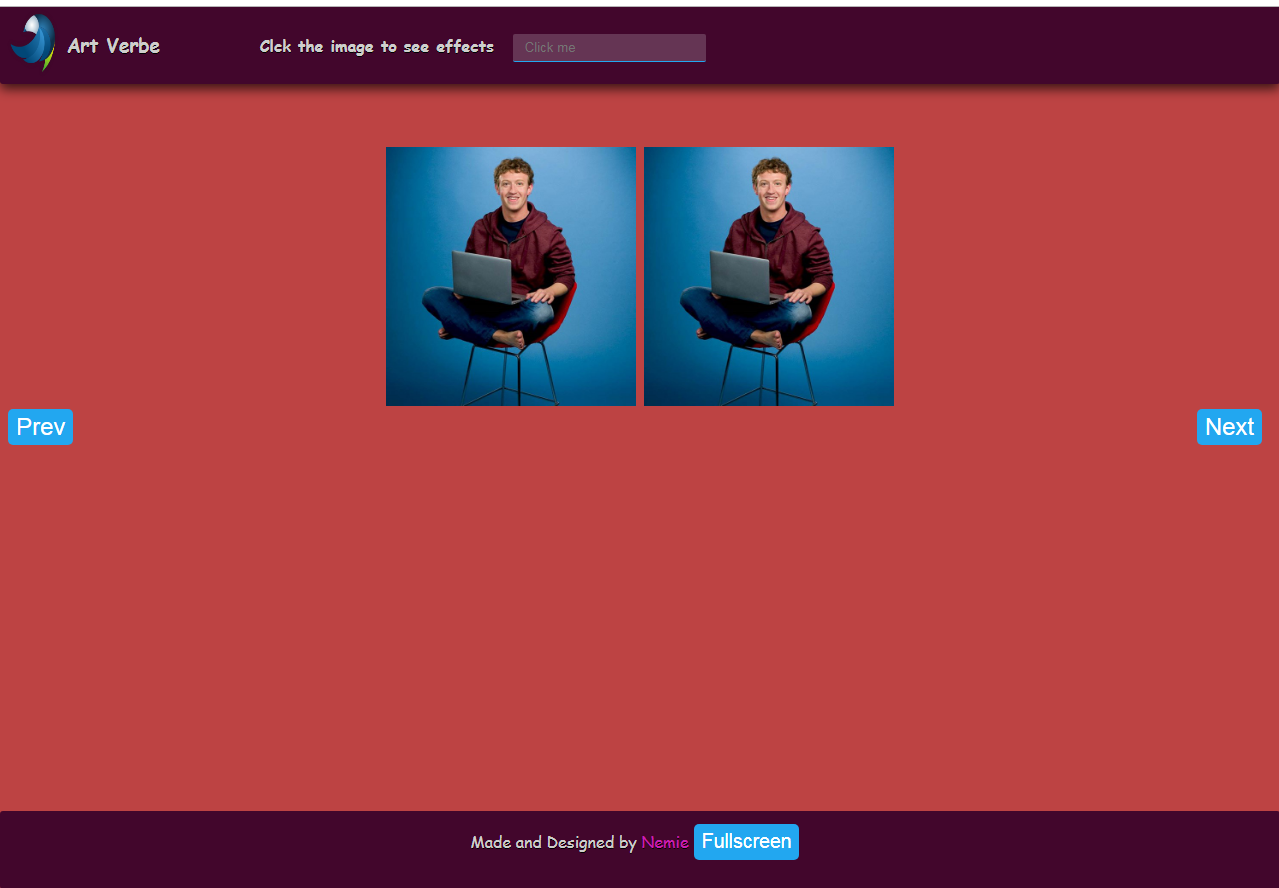 Art Verbe
Clck the image to see effects
Click me
Prev
Next
Made and Designed by Nemie Fullscreen